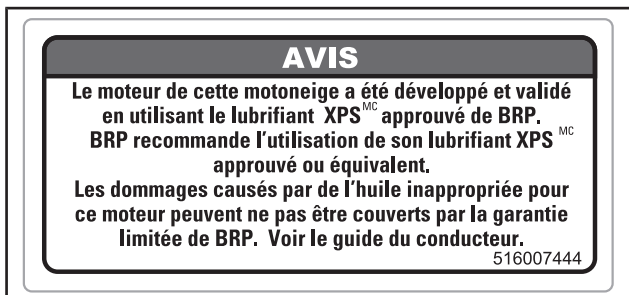 AVIS
Le moteur de cette motoneige a été développé et validé
en utilisant le lubrifiant XPS MC approuvé de BRP.
BRP recommande l'utilisation de son lubrifiant XPS MC
approuvé ou équivalent.
Les dommages causés par de l'huile inappropriée pour
ce moteur peuvent ne pas être couverts par la garantie
limitée de BRP. Voir le guide du conducteur.
516007444